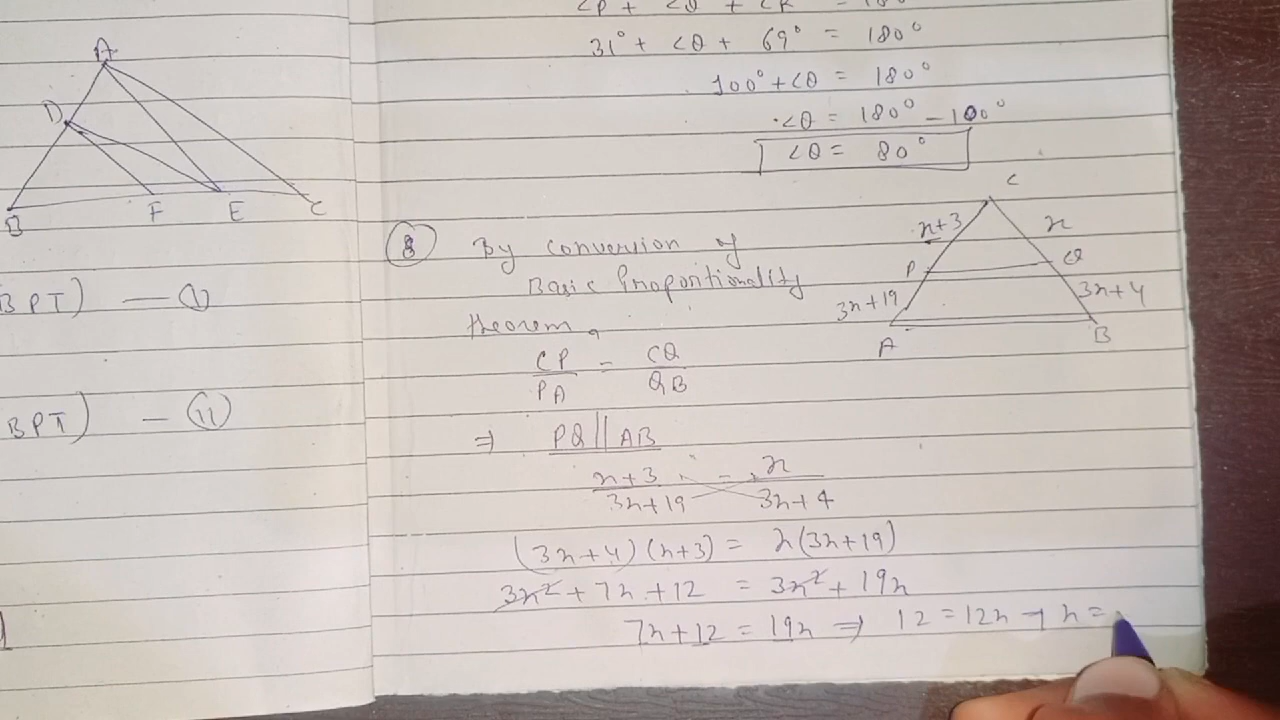 A
D
B F E C
BPT) — (i)
BPT) — (ii)
31° + ∠Q + 69° = 180°
100° + ∠Q = 180°
∠Q = 180° - 100°
∠Q = 80°
C
x+3 x
P Q
3x+19 3x+4
A B
8 By conversion of
Basic Proportionality
theorem,
CP/PA = CQ/QB
⇒ PQ || AB
x+3/3x+19 = x/3x+4
(3x+4)(x+3) = x(3x+19)
3x² + 7x + 12 = 3x² + 19x
7x+12 = 19x ⇒ 12 = 12x → x =